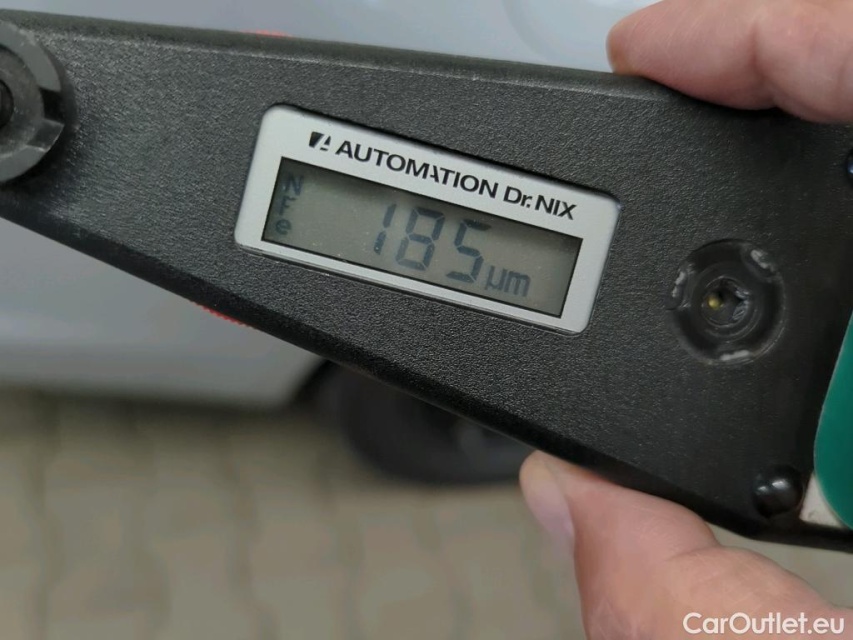 AUTOMATION Dr. NIX
NFe
185 µm
CarOutlet.eu